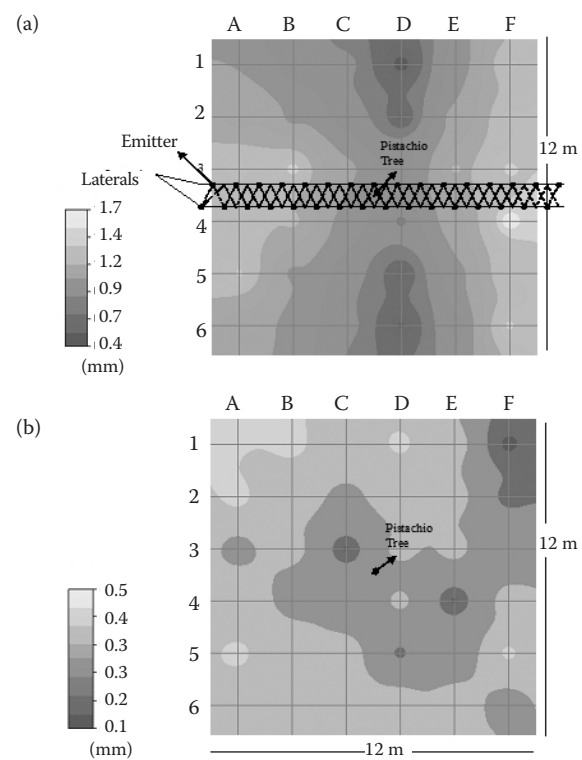 (a)
A B C D E F
1
2
3
4
5
6
Emitter
Laterals
Pistachio
Tree
12 m
1.7
1.4
1.2
0.9
0.7
0.4
(mm)
(b)
A B C D E F
1
2
3
4
5
6
Pistachio
Tree
12 m
0.5
0.4
0.3
0.3
0.2
0.1
(mm)
12 m